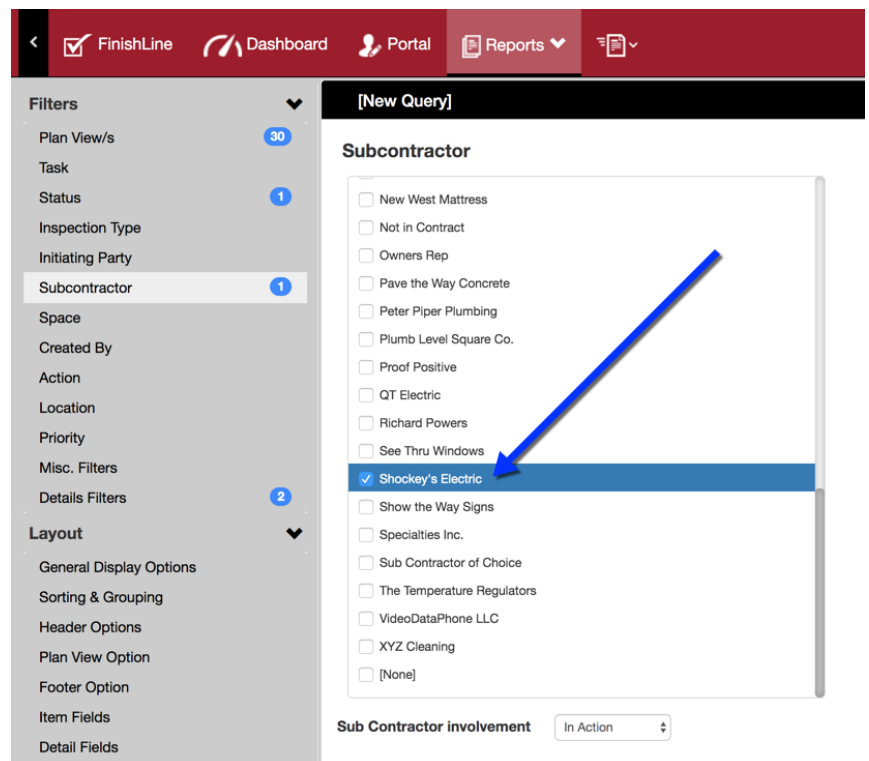 FinishLine
Dashboard
Portal
Reports
Filters
Plan View/s 30
Task
Status 1
Inspection Type
Initiating Party
Subcontractor 1
Space
Created By
Action
Location
Priority
Misc. Filters
Details Filters 2
Layout
General Display Options
Sorting & Grouping
Header Options
Plan View Option
Footer Option
Item Fields
Detail Fields
[New Query]
Subcontractor
New West Mattress
Not in Contract
Owners Rep
Pave the Way Concrete
Peter Piper Plumbing
Plumb Level Square Co.
Proof Positive
QT Electric
Richard Powers
See Thru Windows
Shockey's Electric
Show the Way Signs
Specialties Inc.
Sub Contractor of Choice
The Temperature Regulators
VideoDataPhone LLC
XYZ Cleaning
[None]
Sub Contractor involvement In Action